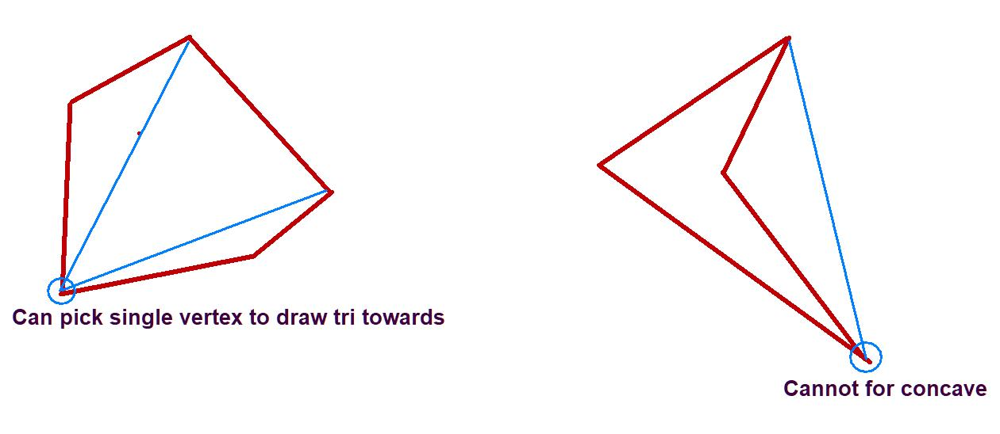 Can pick single vertex to draw tri towards
Cannot for concave